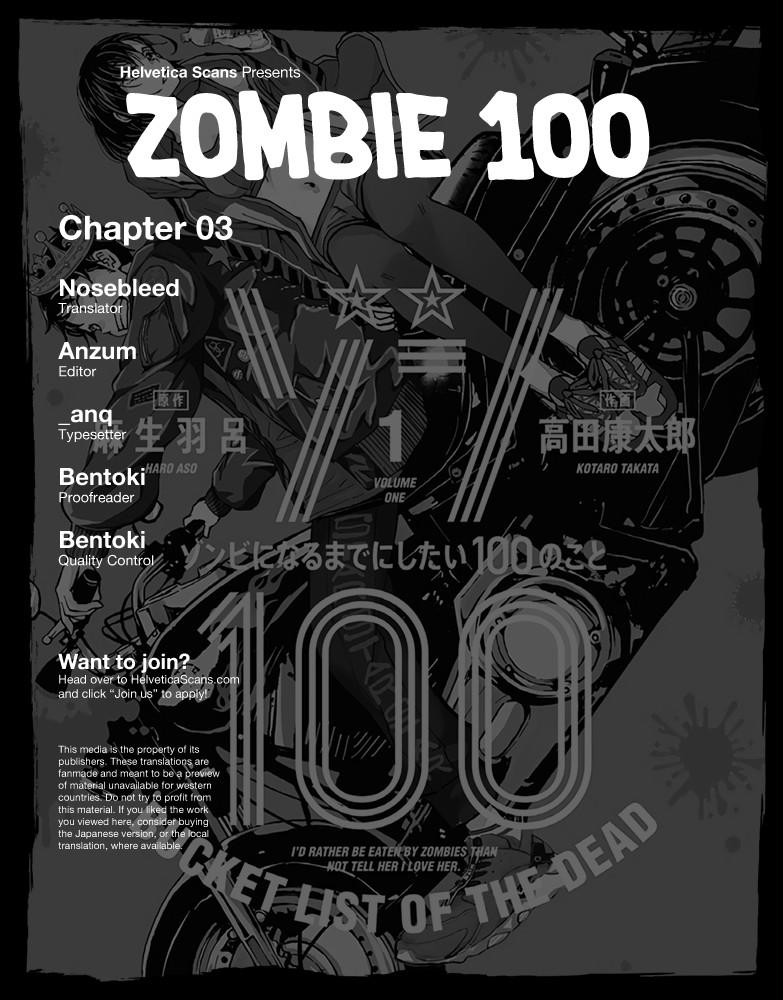 Helvetica Scans Presents
ZOMBIE 100
Chapter 03
Nosebleed
Translator
Anzum
Editor
_anq
Typesetter
Bentoki
Proofreader
Bentoki
Quality Control
Want to join?
Head over to HelveticaScans.com
and click “Join us” to apply!
This media is the property of its
publishers. These translations are
fanmade and meant to be a preview
of material unavailable for western
countries. Do not try to profit from
this material. If you liked the work
you viewed here, consider buying
the Japanese version, or the local
translation, where available.
原作
麻生羽呂
HARO ASO
1
VOLUME
ONE
作画
高田康太郎
KOTARO TAKATA
ゾンビになるまでにしたい100のこと
100
I'D RATHER BE EATEN BY ZOMBIES THAN
NOT TELL HER I LOVE HER.
BUCKET LIST OF THE DEAD